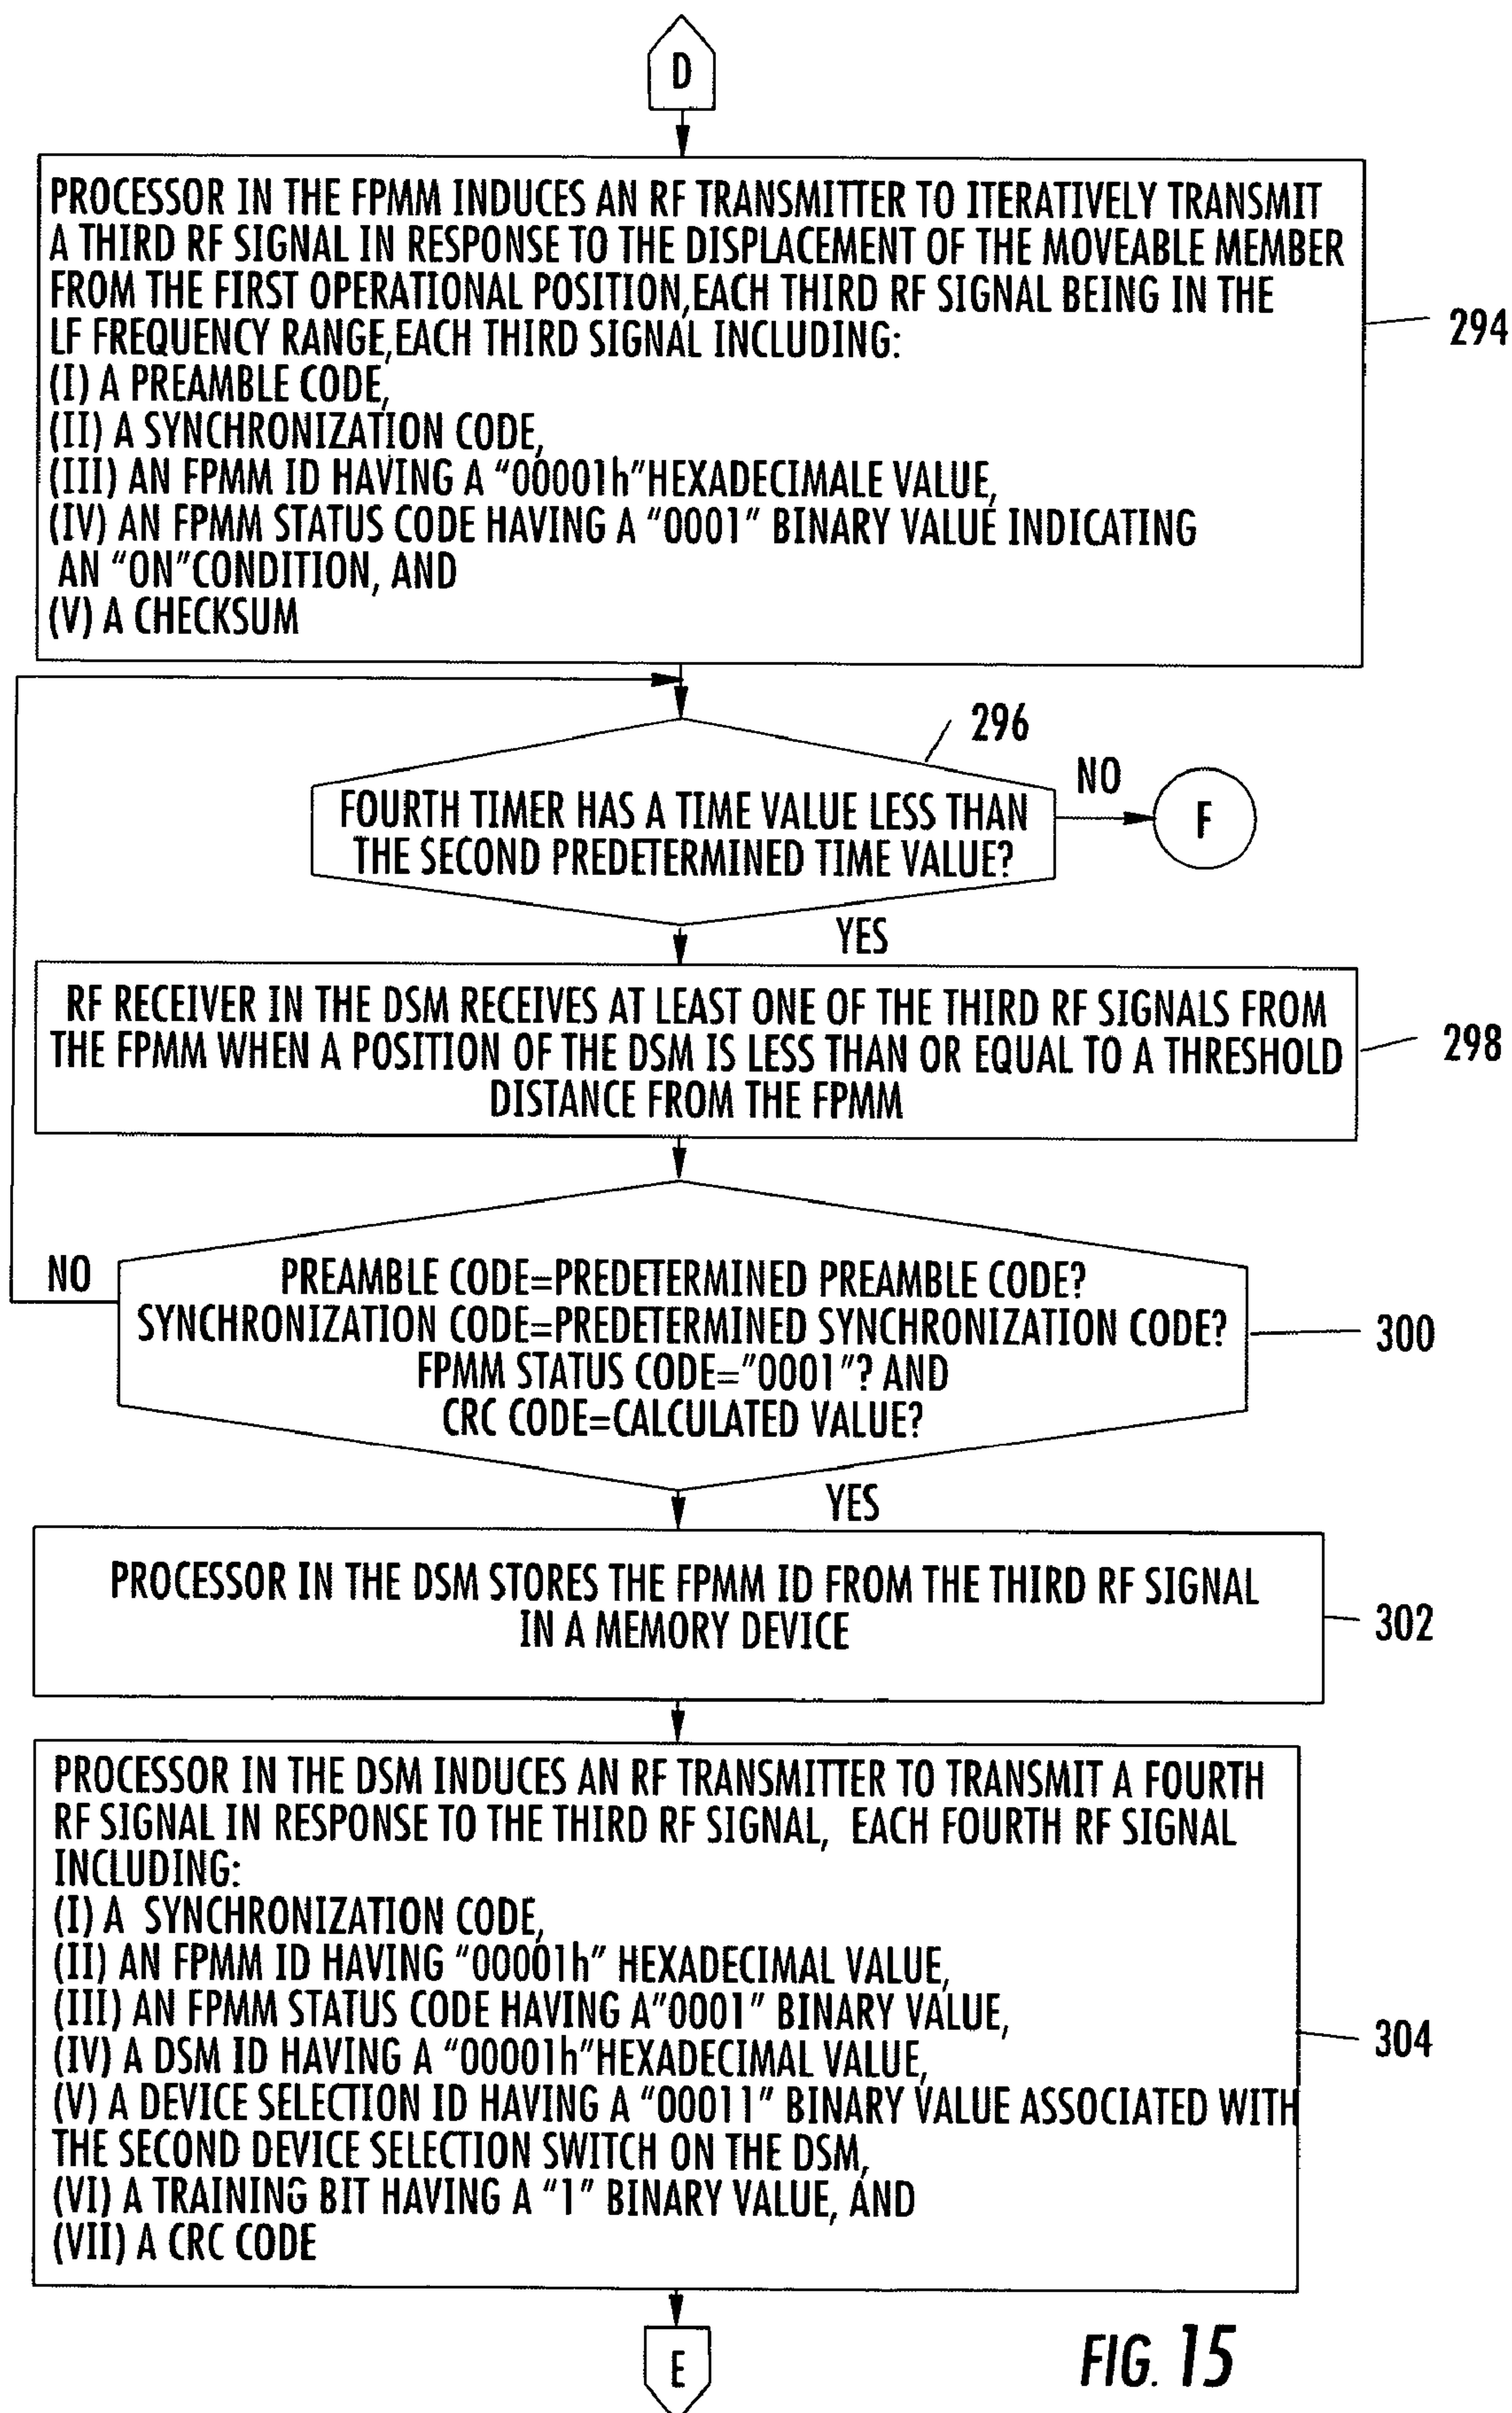 D
PROCESSOR IN THE FPMM INDUCES AN RF TRANSMITTER TO ITERATIVELY TRANSMIT
A THIRD RF SIGNAL IN RESPONSE TO THE DISPLACEMENT OF THE MOVEABLE MEMBER
FROM THE FIRST OPERATIONAL POSITION,EACH THIRD RF SIGNAL BEING IN THE
LF FREQUENCY RANGE,EACH THIRD SIGNAL INCLUDING:
(I) A PREAMBLE CODE,
(II) A SYNCHRONIZATION CODE,
(III) AN FPMM ID HAVING A "00001h"HEXADECIMALE VALUE,
(IV) AN FPMM STATUS CODE HAVING A "0001" BINARY VALUE INDICATING
AN "ON"CONDITION, AND
(V) A CHECKSUM
294
296
FOURTH TIMER HAS A TIME VALUE LESS THAN
THE SECOND PREDETERMINED TIME VALUE?
NO
F
YES
RF RECEIVER IN THE DSM RECEIVES AT LEAST ONE OF THE THIRD RF SIGNALS FROM
THE FPMM WHEN A POSITION OF THE DSM IS LESS THAN OR EQUAL TO A THRESHOLD
DISTANCE FROM THE FPMM
298
NO
PREAMBLE CODE=PREDETERMINED PREAMBLE CODE?
SYNCHRONIZATION CODE=PREDETERMINED SYNCHRONIZATION CODE?
FPMM STATUS CODE="0001"? AND
CRC CODE=CALCULATED VALUE?
300
YES
PROCESSOR IN THE DSM STORES THE FPMM ID FROM THE THIRD RF SIGNAL
IN A MEMORY DEVICE
302
PROCESSOR IN THE DSM INDUCES AN RF TRANSMITTER TO TRANSMIT A FOURTH
RF SIGNAL IN RESPONSE TO THE THIRD RF SIGNAL, EACH FOURTH RF SIGNAL
INCLUDING:
(I) A SYNCHRONIZATION CODE,
(II) AN FPMM ID HAVING "00001h" HEXADECIMAL VALUE,
(III) AN FPMM STATUS CODE HAVING A"0001" BINARY VALUE,
(IV) A DSM ID HAVING A "00001h"HEXADECIMAL VALUE,
(V) A DEVICE SELECTION ID HAVING A "00011" BINARY VALUE ASSOCIATED WITH
THE SECOND DEVICE SELECTION SWITCH ON THE DSM,
(VI) A TRAINING BIT HAVING A "1" BINARY VALUE, AND
(VII) A CRC CODE
304
E
FIG. 15